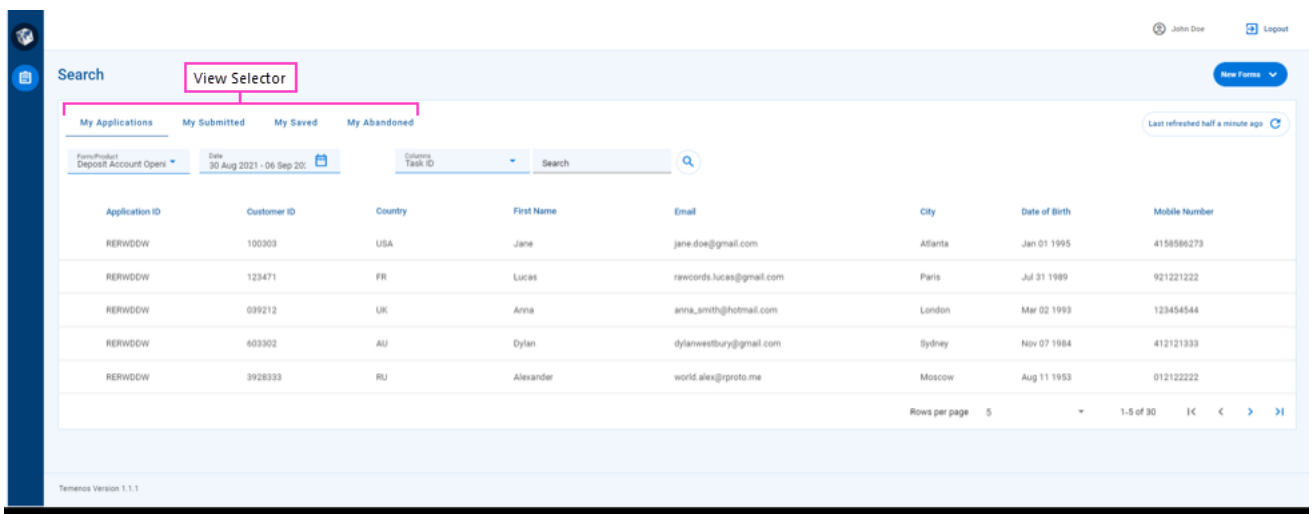 John Doe Logout
Search View Selector New Forms
My Applications My Submitted My Saved My Abandoned Last refreshed half a minute ago
Form/Product Date Columns
Deposit Account Openi 30 Aug 2021 - 06 Sep 202 Task ID Search
Application ID Customer ID Country First Name Email City Date of Birth Mobile Number
RERWDDW 100303 USA Jane jane.doe@gmail.com Atlanta Jan 01 1995 4158586273
RERWDDW 123471 FR Lucas rawcords.lucas@gmail.com Paris Jul 31 1989 921221222
RERWDDW 039212 UK Anna anna_smith@hotmail.com London Mar 02 1993 123454544
RERWDDW 603302 AU Dylan dylanwestbury@gmail.com Sydney Nov 07 1984 412121333
RERWDDW 3928333 RU Alexander world.alex@rproto.me Moscow Aug 11 1953 012122222
Rows per page 5 1-5 of 30
Temenos Version 1.1.1